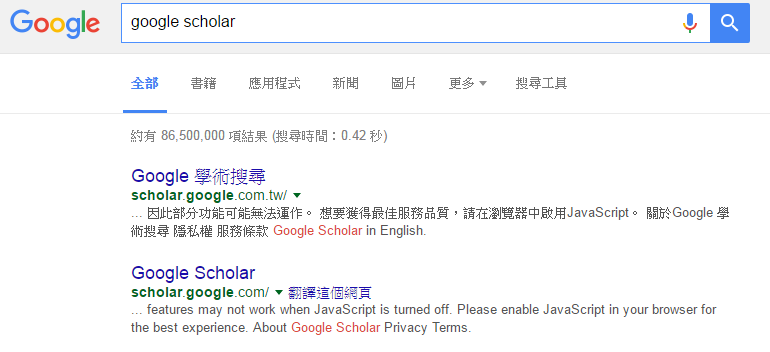 Google google scholar
全部 書籍 應用程式 新聞 圖片 更多 搜尋工具
約有 86,500,000 項結果 (搜尋時間：0.42 秒)
Google 學術搜尋
scholar.google.com.tw/
... 因此部分功能可能無法運作。 想要獲得最佳服務品質，請在瀏覽器中啟用JavaScript。 關於Google 學
術搜尋 隱私權 服務條款 Google Scholar in English.
Google Scholar
scholar.google.com/ 翻譯這個網頁
... features may not work when JavaScript is turned off. Please enable JavaScript in your browser for
the best experience. About Google Scholar Privacy Terms.